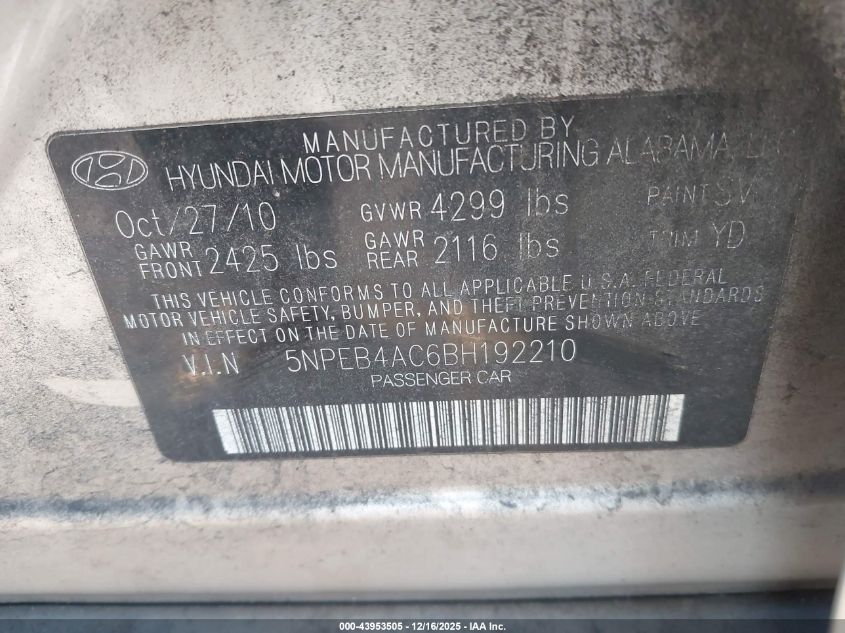 MANUFACTURED BY
HYUNDAI MOTOR MANUFACTURING ALABAMA, LLC
Oct/27/10 GVWR 4299 lbs PAINT SV
GAWR FRONT 2425 lbs GAWR REAR 2116 lbs TRIM YD
THIS VEHICLE CONFORMS TO ALL APPLICABLE U.S.A. FEDERAL
MOTOR VEHICLE SAFETY, BUMPER, AND THEFT PREVENTION STANDARDS
IN EFFECT ON THE DATE OF MANUFACTURE SHOWN ABOVE.
V.I.N 5NPEB4AC6BH192210
PASSENGER CAR
000-43953505 - 12/16/2025 - IAA Inc.